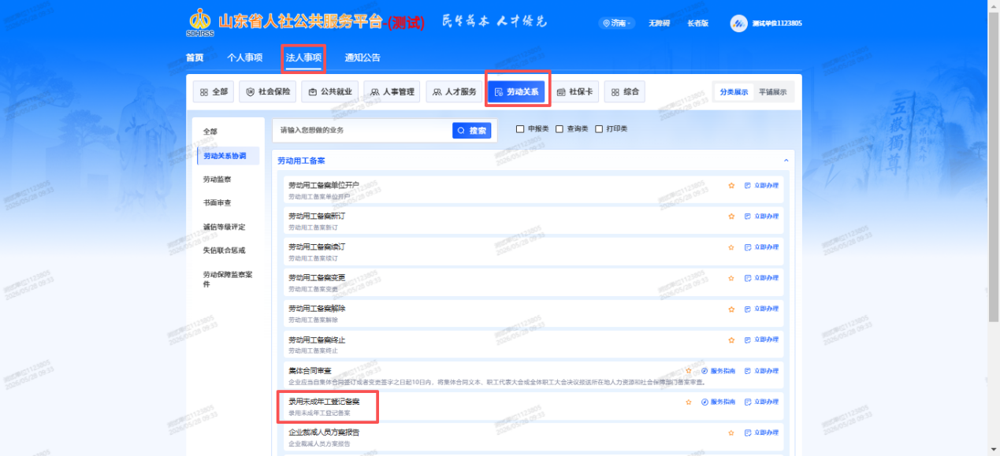 山东省人社公共服务平台-(测试)
SDHRSS
民生为本 人才优先
济南
无障碍
长者版
测试单位1123805
首页 个人事项 法人事项 通知公告
全部 社会保险 公共就业 人事管理 人才服务 劳动关系 社保卡 综合
分类展示 平铺展示
全部
劳动关系协调
劳动监察
书面审查
诚信等级评定
失信联合惩戒
劳动保障监察案
件
请输入您想做的业务 搜索 申报类 查询类 打印类
劳动用工备案
劳动用工备案单位开户 立即办理
劳动用工备案单位开户
劳动用工备案新订 立即办理
劳动用工备案新订
劳动用工备案续订 立即办理
劳动用工备案续订
劳动用工备案变更 立即办理
劳动用工备案变更
劳动用工备案解除 立即办理
劳动用工备案解除
劳动用工备案终止 立即办理
劳动用工备案终止
集体合同审查 服务指南 立即办理
企业应当自集体合同签订或者变更签字之日起10日内，将集体合同文本、职工代表大会或全体职工大会决议报送所在地人力资源和社会保障部门备案审查。
录用未成年工登记备案 服务指南 立即办理
录用未成年工登记备案
企业裁减人员方案报告 立即办理
企业裁减人员方案报告
五嶽獨尊
测试单位1123805
2026/05/28 09:33